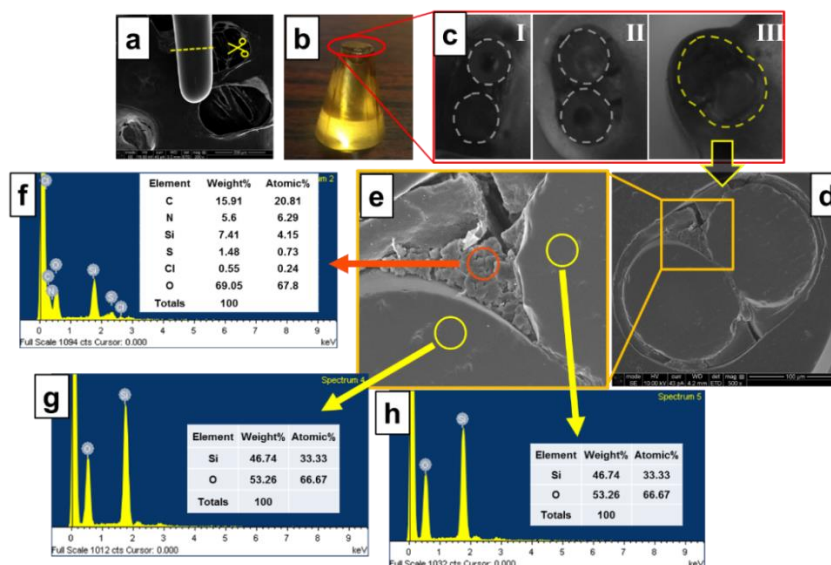 a
b
c
I
II
III
f
Element Weight% Atomic%
C 15.91 20.81
N 5.6 6.29
Si 7.41 4.15
S 1.48 0.73
Cl 0.55 0.24
O 69.05 67.8
Totals 100
0 1 2 3 4 5 6 7 8 9
Full Scale 1094 cts Cursor: 0.000 keV
e
d
g
Spectrum 4
Element Weight% Atomic%
Si 46.74 33.33
O 53.26 66.67
Totals 100
0 1 2 3 4 5 6 7 8 9
Full Scale 1012 cts Cursor: 0.000 keV
h
Spectrum 5
Element Weight% Atomic%
Si 46.74 33.33
O 53.26 66.67
Totals 100
0 1 2 3 4 5 6 7 8 9
Full Scale 1032 cts Cursor: 0.000 keV